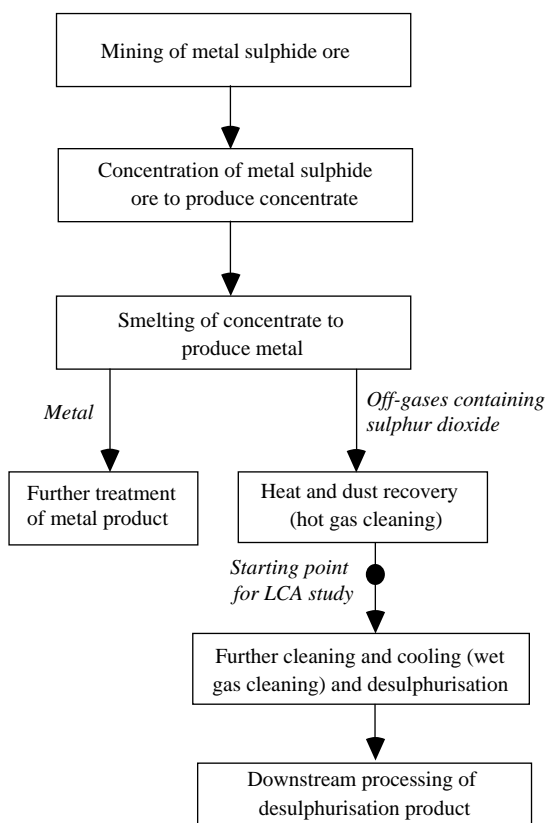 Mining of metal sulphide ore
Concentration of metal sulphide
ore to produce concentrate
Smelting of concentrate to
produce metal
Metal
Off-gases containing
sulphur dioxide
Further treatment
of metal product
Heat and dust recovery
(hot gas cleaning)
Starting point
for LCA study
Further cleaning and cooling (wet
gas cleaning) and desulphurisation
Downstream processing of
desulphurisation product